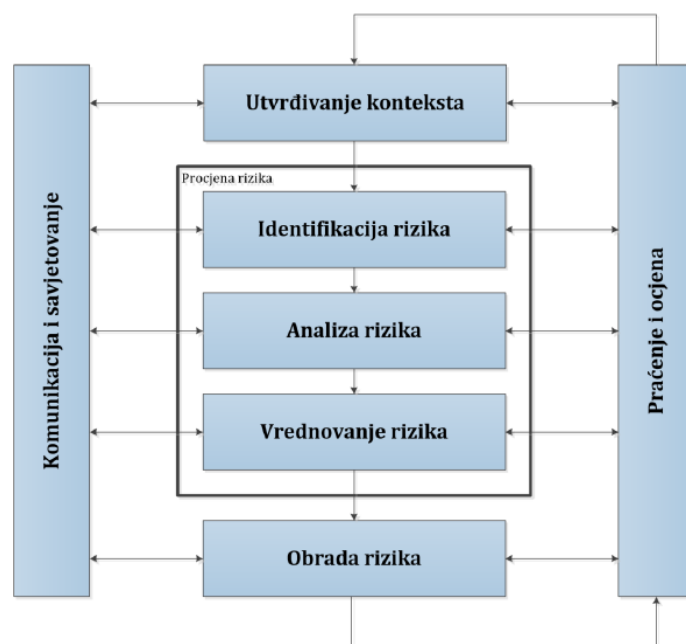 Utvrđivanje konteksta
Procjena rizika
Identifikacija rizika
Analiza rizika
Vrednovanje rizika
Obrada rizika
Komunikacija i savjetovanje
Praćenje i ocjena